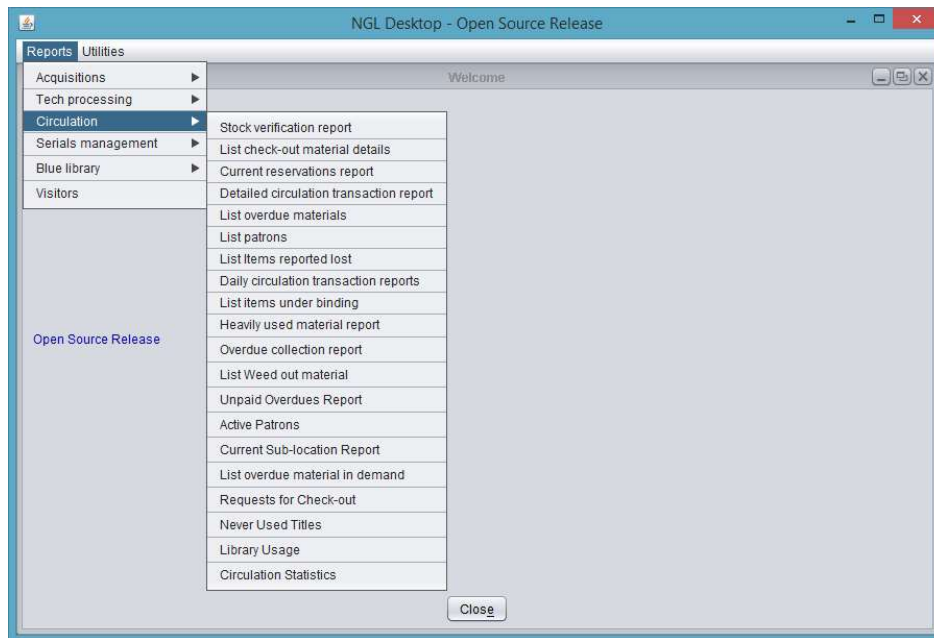 NGL Desktop - Open Source Release
Reports Utilities
Welcome
Acquisitions
Tech processing
Circulation
Serials management
Blue library
Visitors
Stock verification report
List check-out material details
Current reservations report
Detailed circulation transaction report
List overdue materials
List patrons
List Items reported lost
Daily circulation transaction reports
List items under binding
Heavily used material report
Overdue collection report
List Weed out material
Unpaid Overdues Report
Active Patrons
Current Sub-location Report
List overdue material in demand
Requests for Check-out
Never Used Titles
Library Usage
Circulation Statistics
Open Source Release
Close